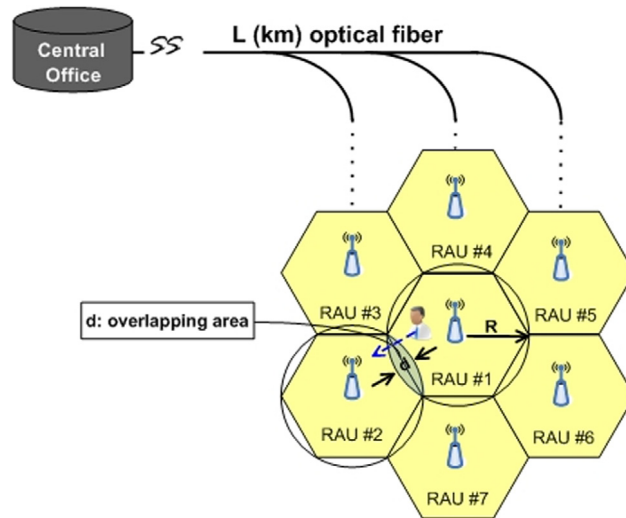 Central
Office
SS
L (km) optical fiber
RAU #4
RAU #3
RAU #5
d: overlapping area
R
d
RAU #1
RAU #2
RAU #6
RAU #7